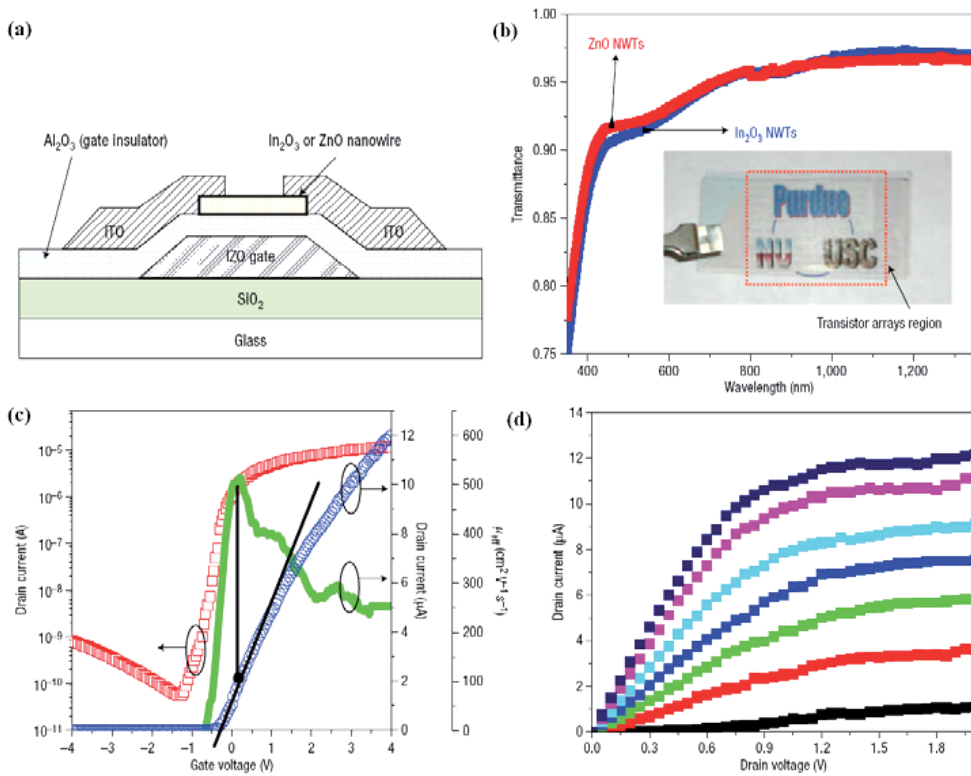 (a)
Al2O3 (gate insulator)
In2O3 or ZnO nanowire
ITO
ITO
IZO gate
SiO2
Glass
(b)
1.00
0.95
0.90
0.85
0.80
0.75
Transmittance
ZnO NWTs
In2O3 NWTs
Purdue
NU USC
Transistor arrays region
400 600 800 1,000 1,200
Wavelength (nm)
(c)
10-5
10-6
10-7
10-8
10-9
10-10
10-11
Drain current (A)
12
10
8
6
4
2
0
Drain current (μA)
600
500
400
300
200
100
0
μeff (cm2 V-1 s-1)
-4 -3 -2 -1 0 1 2 3 4
Gate voltage (V)
(d)
14
12
10
8
6
4
2
0
Drain current (μA)
0.0 0.3 0.6 0.9 1.2 1.5 1.8
Drain voltage (V)